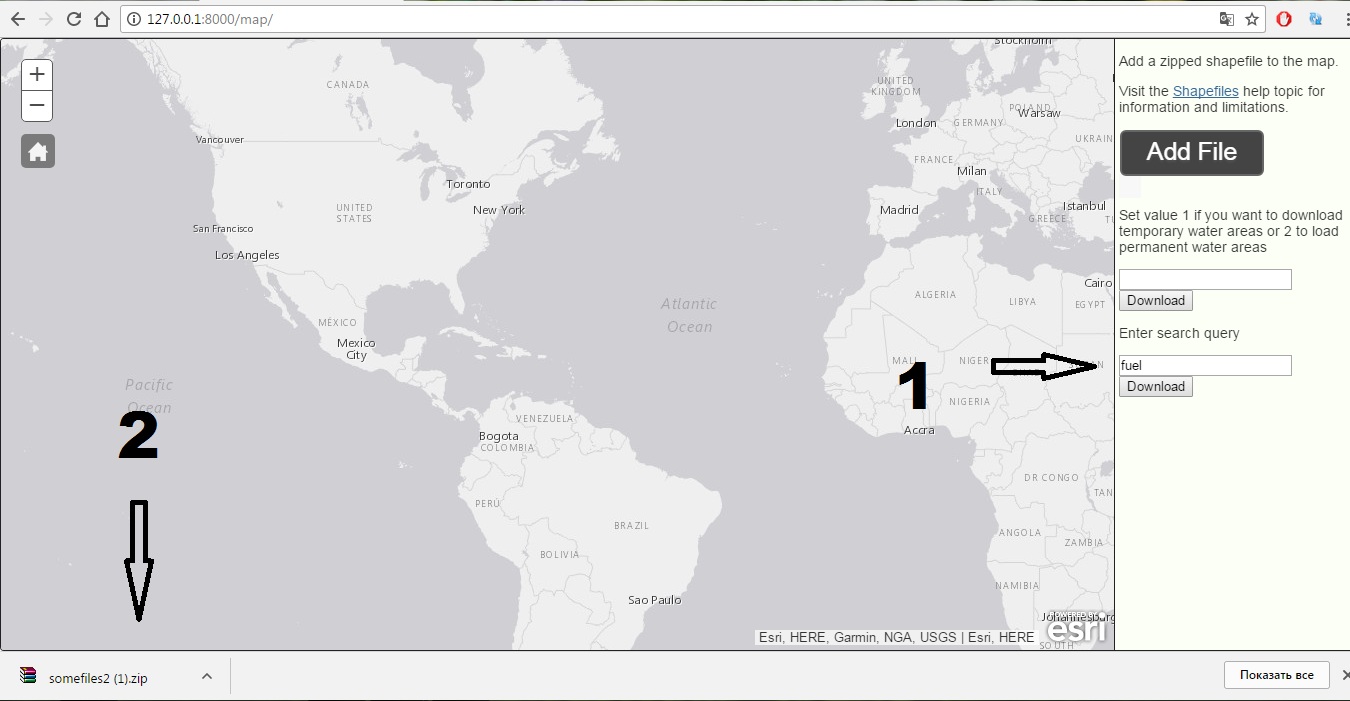 127.0.0.1:8000/map/
+
−
CANADA
Vancouver
Toronto
New York
UNITED
STATES
San Francisco
Los Angeles
MÉXICO
Mexico
City
Atlantic
Ocean
Pacific
Ocean
2
VENEZUELA
Bogota
COLOMBIA
PERÚ
BRAZIL
BOLIVIA
Sao Paulo
Stockholm
UNITED
KINGDOM
London
POLAND
Warsaw
GERMANY
UKRAIN
FRANCE
Milan
ITALY
Madrid
Istanbul
GREECE
ALGERIA
LIBYA
Cairo
EGYPT
MALI
NIGER
1
NIGERIA
Accra
DR CONGO
TAN
ANGOLA
ZAMBIA
NAMIBIA
Johannesburg
SOUTH
Esri, HERE, Garmin, NGA, USGS | Esri, HERE
POWERED BY
esri
Add a zipped shapefile to the map.
Visit the Shapefiles help topic for
information and limitations.
Add File
Set value 1 if you want to download
temporary water areas or 2 to load
permanent water areas
Download
Enter search query
fuel
Download
somefiles2 (1).zip
Показать все